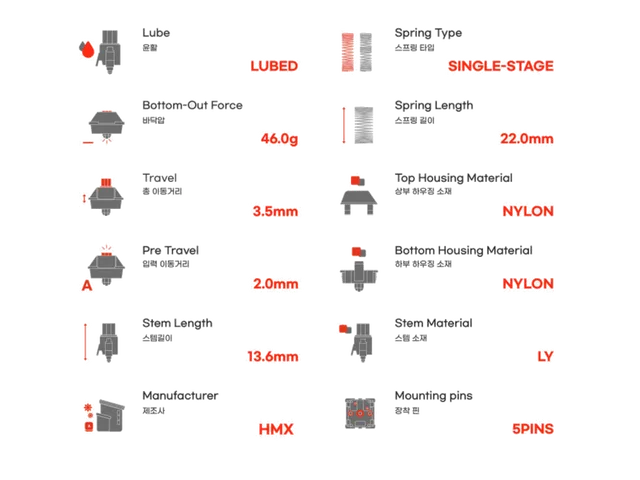 Lube
윤활
LUBED
Spring Type
스프링 타입
SINGLE-STAGE
Bottom-Out Force
바닥압
46.0g
Spring Length
스프링 길이
22.0mm
Travel
총 이동거리
3.5mm
Top Housing Material
상부 하우징 소재
NYLON
Pre Travel
입력 이동거리
A
2.0mm
Bottom Housing Material
하부 하우징 소재
NYLON
Stem Length
스템길이
13.6mm
Stem Material
스템 소재
LY
Manufacturer
제조사
HMX
Mounting pins
장착 핀
5PINS